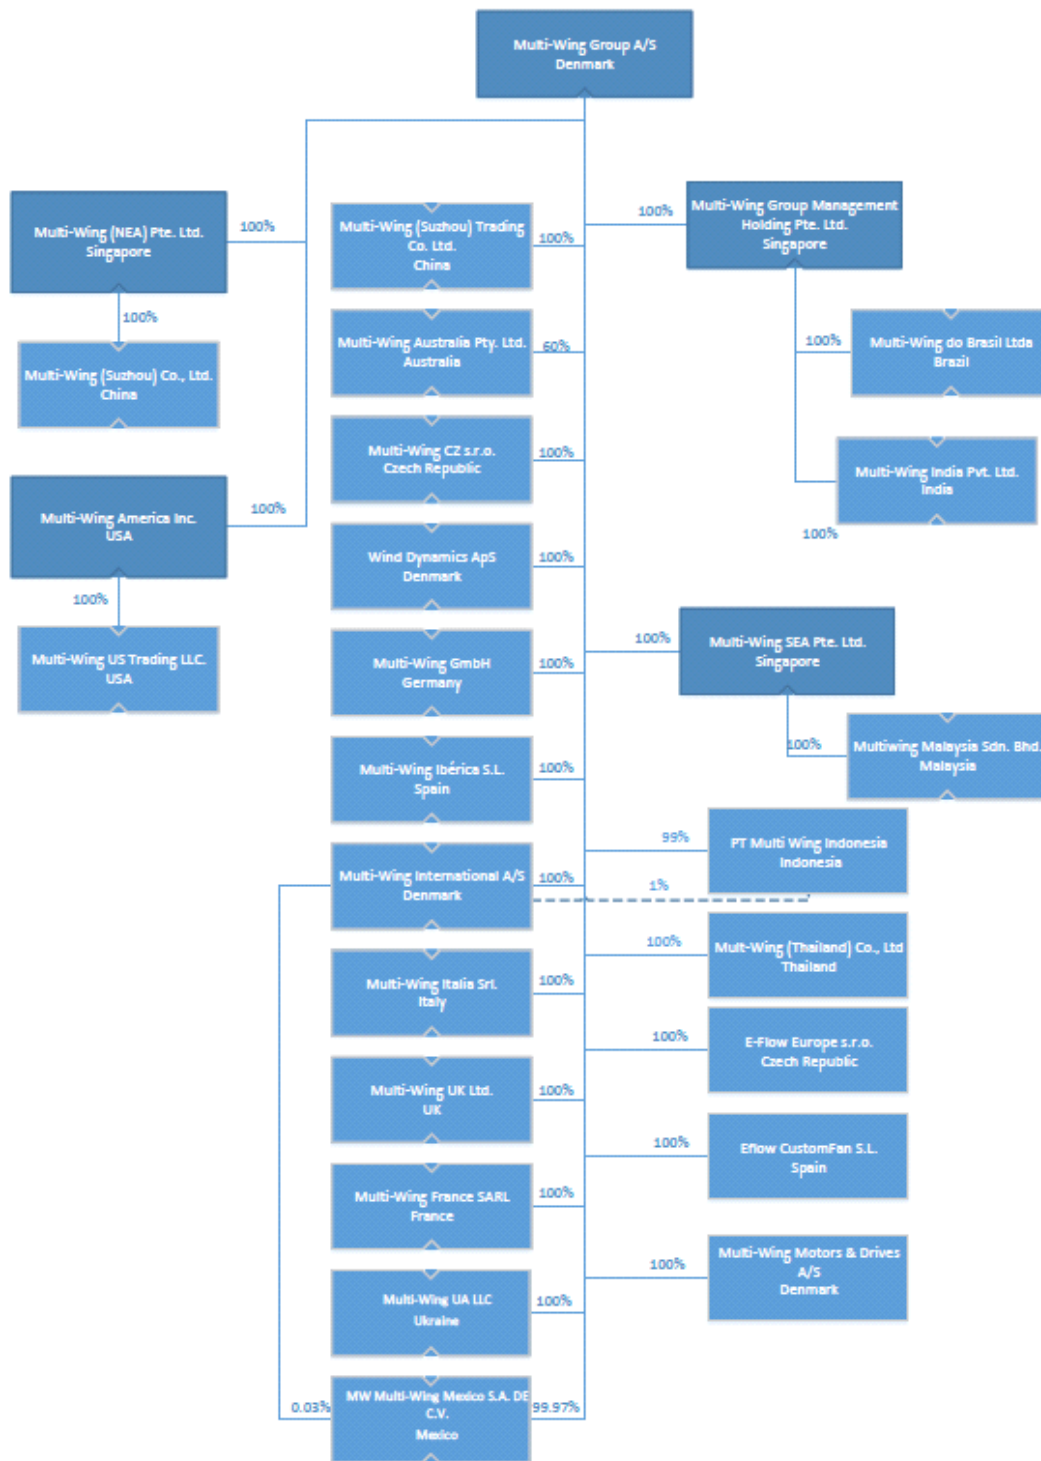 Multi-Wing Group A/S
Denmark
Multi-Wing (NEA) Pte. Ltd.
Singapore
100%
100%
Multi-Wing (Suzhou) Co., Ltd.
China
Multi-Wing America Inc.
USA
100%
100%
Multi-Wing US Trading LLC.
USA
Multi-Wing (Suzhou) Trading
Co. Ltd.
China
100%
Multi-Wing Australia Pty. Ltd.
Australia
60%
Multi-Wing CZ s.r.o.
Czech Republic
100%
Wind Dynamics ApS
Denmark
100%
Multi-Wing GmbH
Germany
100%
Multi-Wing Ibérica S.L.
Spain
100%
Multi-Wing International A/S
Denmark
100%
Multi-Wing Italia Srl.
Italy
100%
Multi-Wing UK Ltd.
UK
100%
Multi-Wing France SARL
France
100%
Multi-Wing UA LLC
Ukraine
100%
0.03%
MW Multi-Wing Mexico S.A. DE
C.V.
Mexico
99.97%
100%
Multi-Wing Group Management
Holding Pte. Ltd.
Singapore
100%
Multi-Wing do Brasil Ltda
Brazil
Multi-Wing India Pvt. Ltd.
India
100%
100%
Multi-Wing SEA Pte. Ltd.
Singapore
100%
Multiwing Malaysia Sdn. Bhd.
Malaysia
99%
PT Multi Wing Indonesia
Indonesia
1%
100%
Mult-Wing (Thailand) Co., Ltd
Thailand
100%
E-Flow Europe s.r.o.
Czech Republic
100%
Eflow CustomFan S.L.
Spain
100%
Multi-Wing Motors & Drives
A/S
Denmark